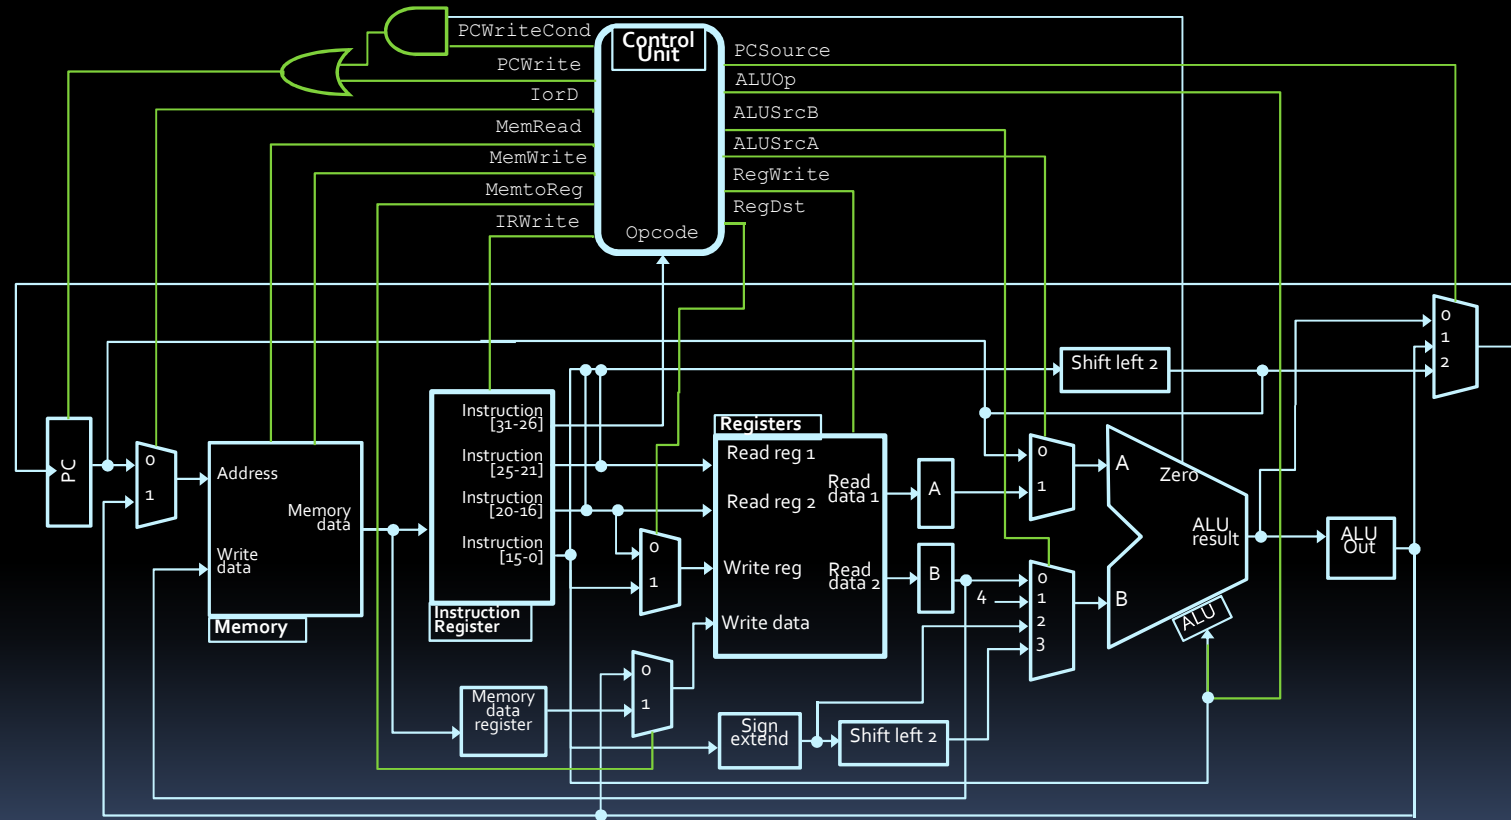 PCWriteCond
PCWrite
IorD
MemRead
MemWrite
MemtoReg
IRWrite
Control
Unit
Opcode
PCSource
ALUOp
ALUSrcB
ALUSrcA
RegWrite
RegDst
PC
0
1
Address
Memory
data
Write
data
Memory
Instruction
[31-26]
Instruction
[25-21]
Instruction
[20-16]
Instruction
[15-0]
Instruction
Register
Memory
data
register
0
1
0
1
Registers
Read reg 1
Read reg 2
Write reg
Write data
Read
data 1
Read
data 2
Sign
extend
Shift left 2
A
B
4
0
1
0
1
2
3
Shift left 2
A
B
Zero
ALU
result
ALU
ALU
Out
0
1
2